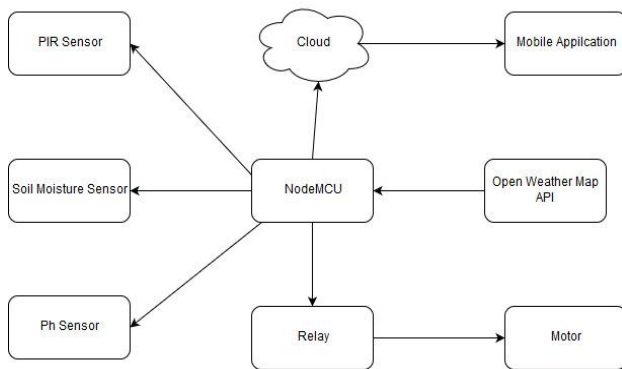 PIR Sensor
Cloud
Mobile Appilcation
Soil Moisture Sensor
NodeMCU
Open Weather Map
API
Ph Sensor
Relay
Motor